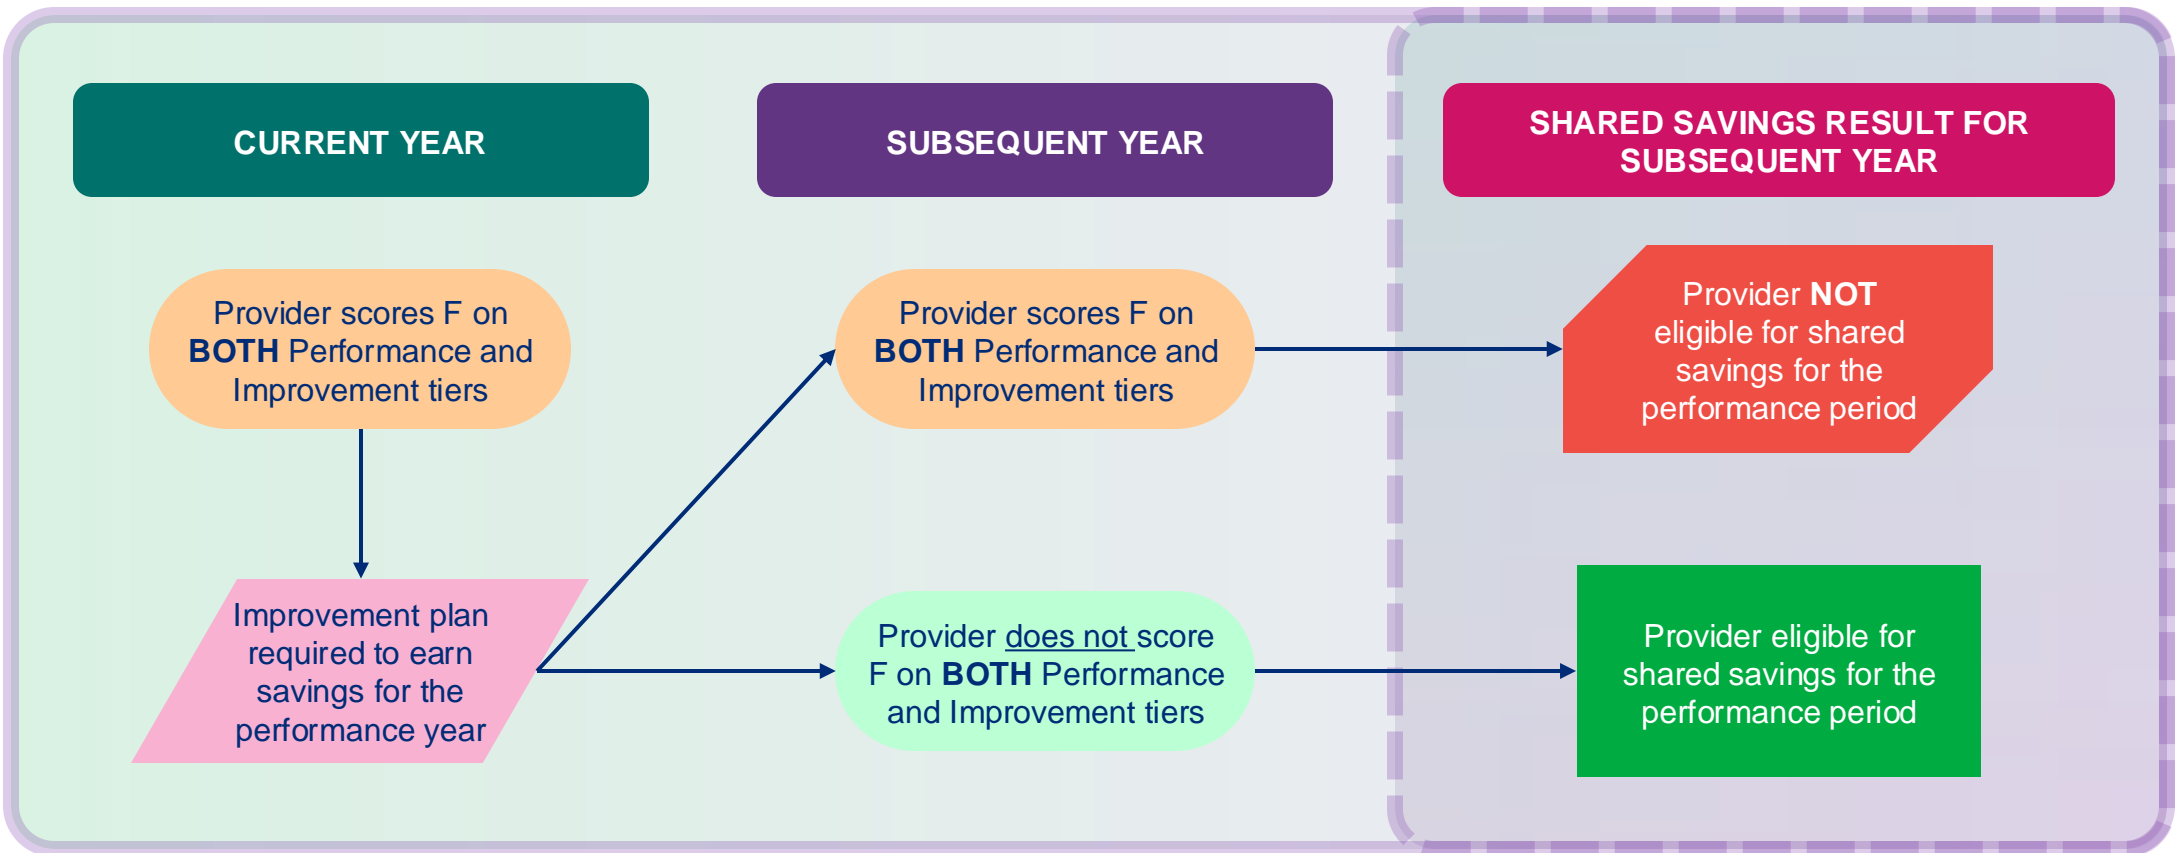 CURRENT YEAR
SUBSEQUENT YEAR
SHARED SAVINGS RESULT FOR
SUBSEQUENT YEAR
Provider scores F on
BOTH Performance and
Improvement tiers
Provider scores F on
BOTH Performance and
Improvement tiers
Provider NOT
eligible for shared
savings for the
performance period
Improvement plan
required to earn
savings for the
performance year
Provider does not score
F on BOTH Performance
and Improvement tiers
Provider eligible for
shared savings for the
performance period